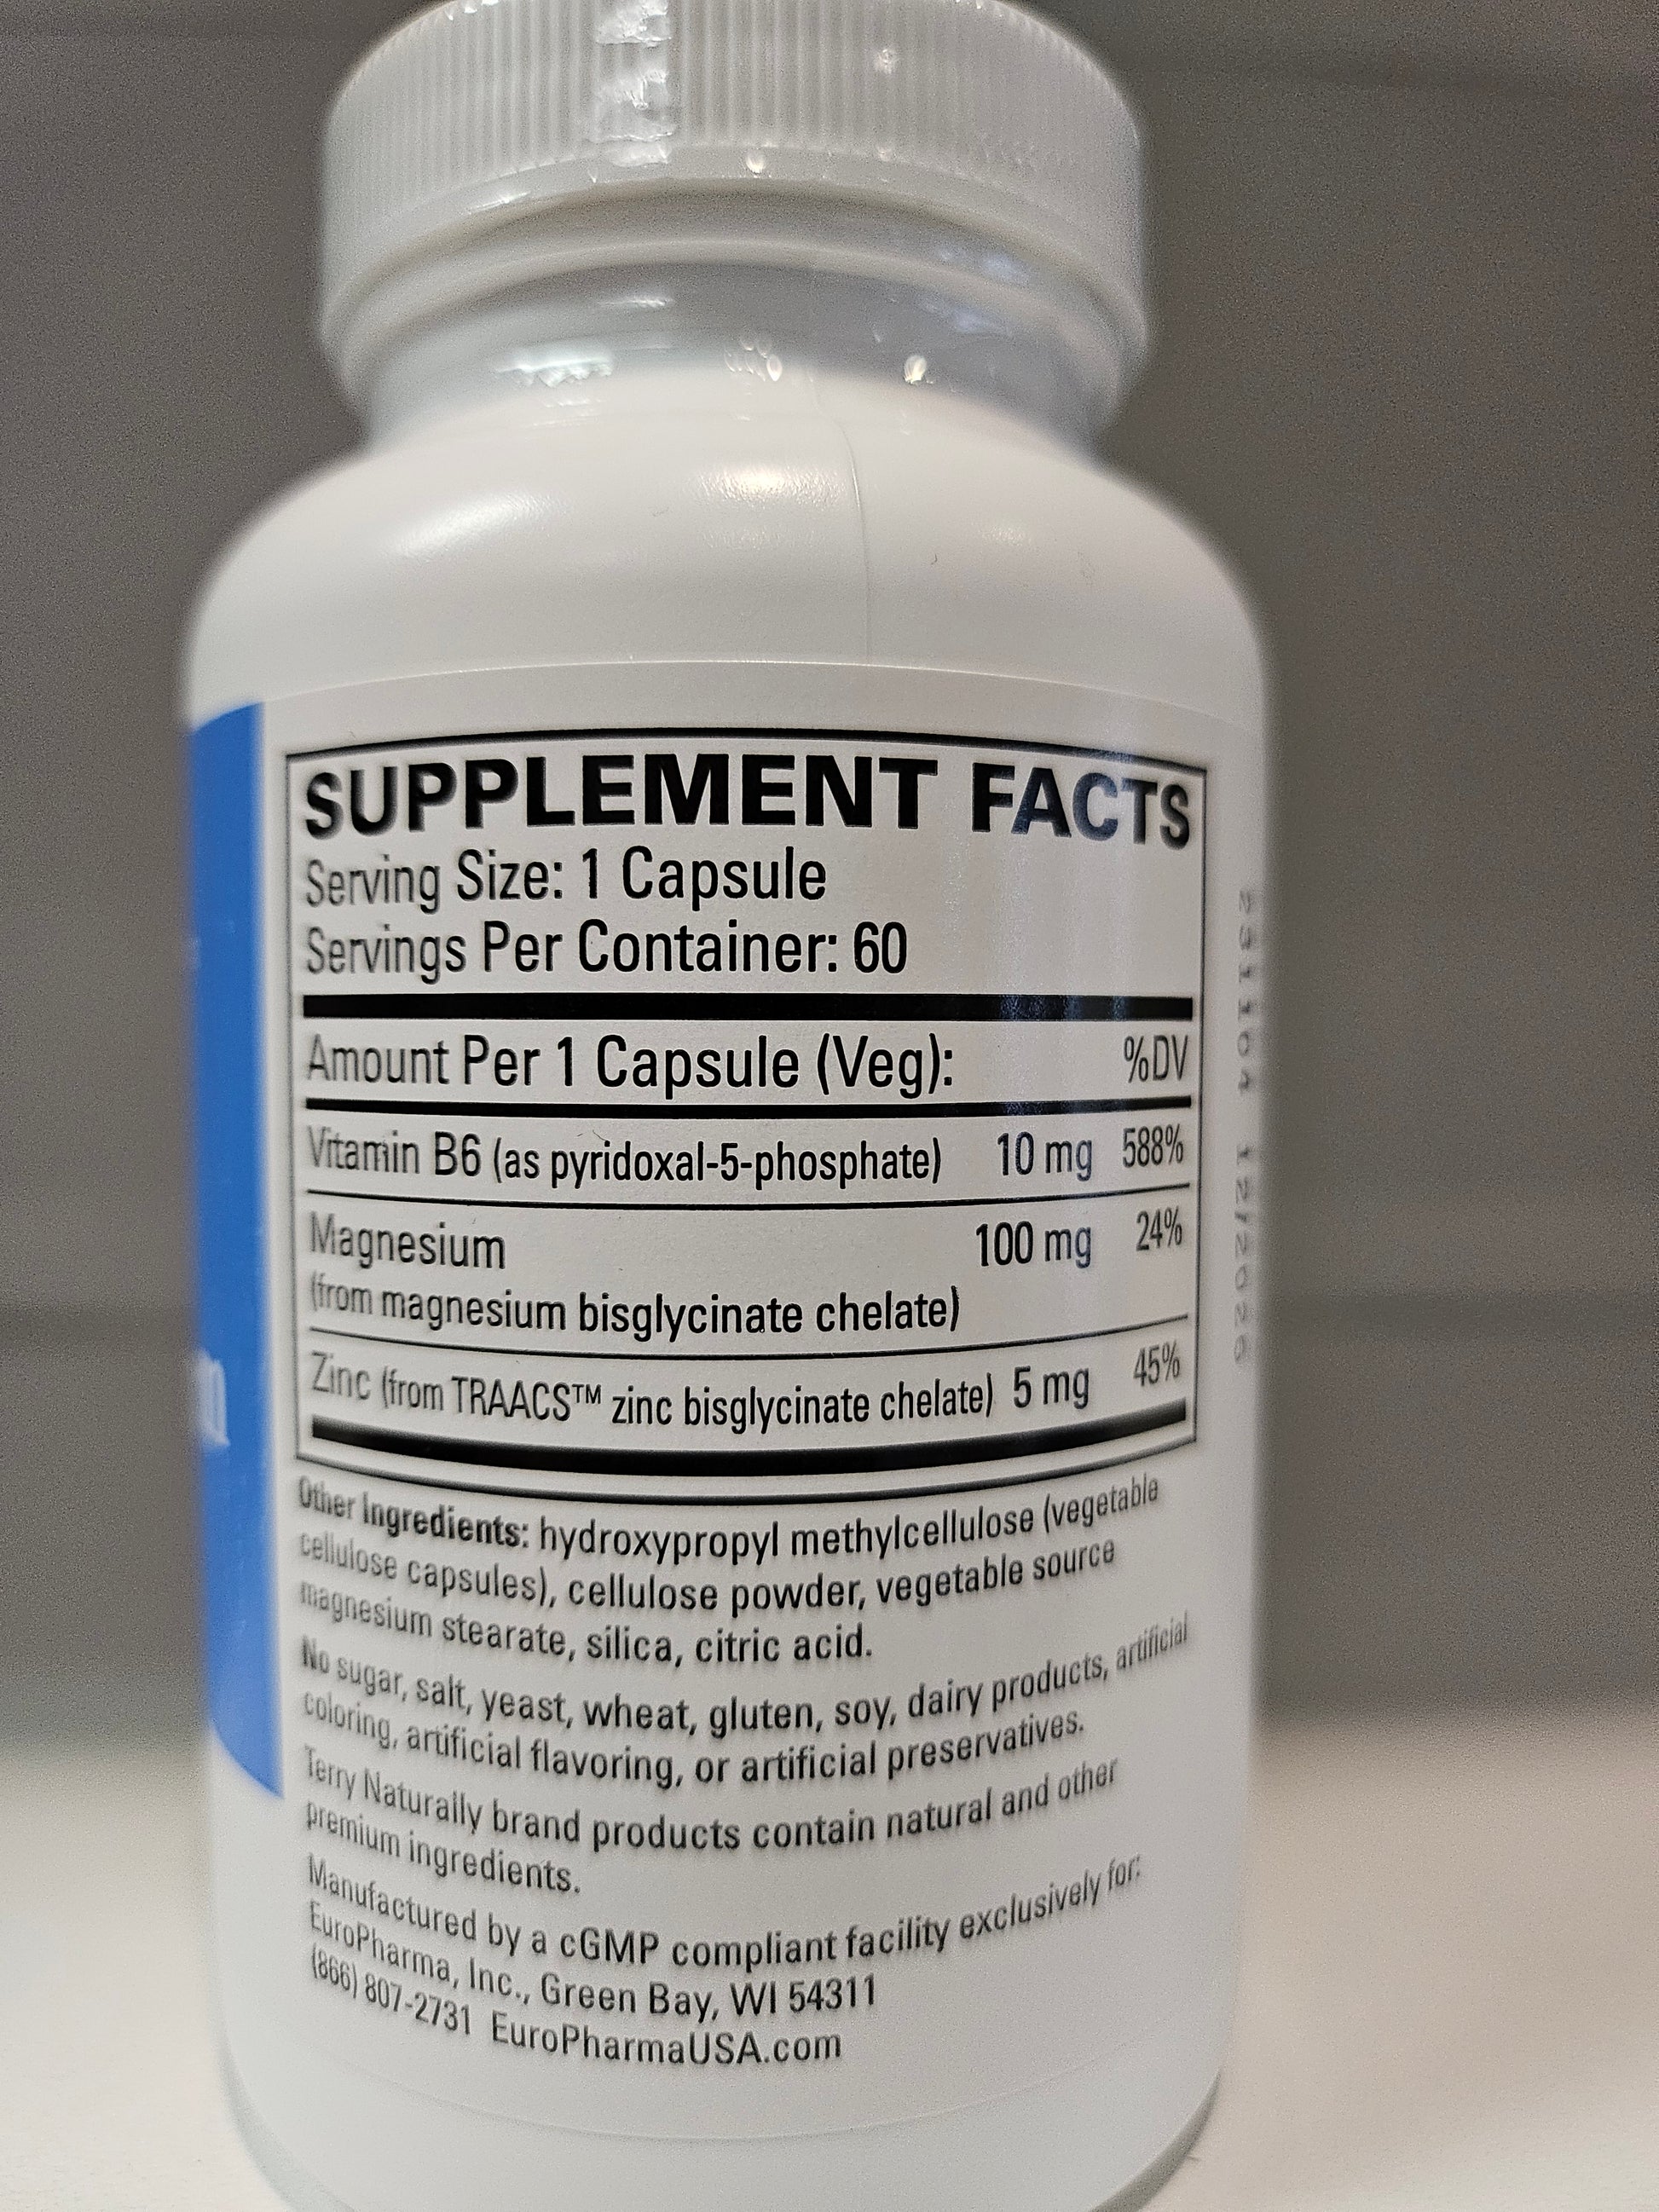 SUPPLEMENT FACTS
Serving Size: 1 Capsule
Servings Per Container: 60
Amount Per 1 Capsule (Veg): %DV
Vitamin B6 (as pyridoxal-5-phosphate) 10 mg 588%
Magnesium 100 mg 24%
(from magnesium bisglycinate chelate)
Zinc (from TRAACS™ zinc bisglycinate chelate) 5 mg 45%
Other Ingredients: hydroxypropyl methylcellulose (vegetable
cellulose capsules), cellulose powder, vegetable source
magnesium stearate, silica, citric acid.
No sugar, salt, yeast, wheat, gluten, soy, dairy products, artificial
coloring, artificial flavoring, or artificial preservatives.
Terry Naturally brand products contain natural and other
premium ingredients.
Manufactured by a cGMP compliant facility exclusively for:
EuroPharma, Inc., Green Bay, WI 54311
(866) 807-2731 EuroPharmaUSA.com
12/2026